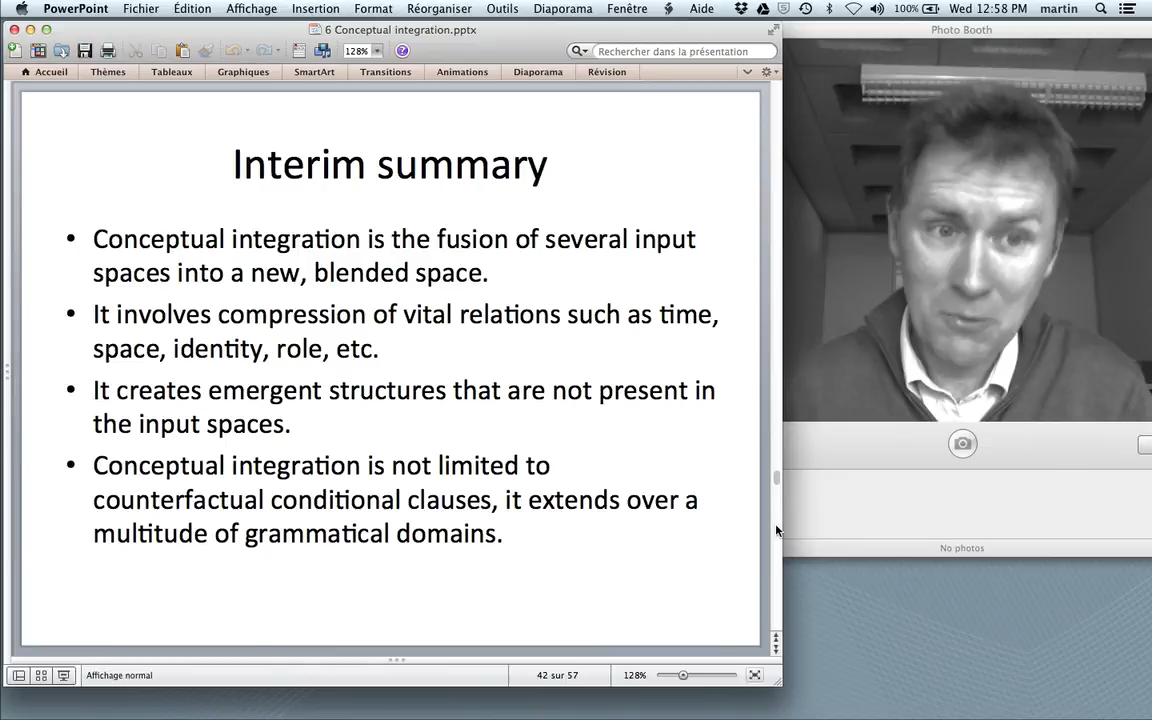 PowerPoint Fichier Édition Affichage Insertion Format Réorganiser Outils Diaporama Fenêtre Aide 100% Wed 12:58 PM martin
6 Conceptual integration.pptx
Photo Booth
128%
Rechercher dans la présentation
Accueil Thèmes Tableaux Graphiques SmartArt Transitions Animations Diaporama Révision
Interim summary
• Conceptual integration is the fusion of several input
spaces into a new, blended space.
• It involves compression of vital relations such as time,
space, identity, role, etc.
• It creates emergent structures that are not present in
the input spaces.
• Conceptual integration is not limited to
counterfactual conditional clauses, it extends over a
multitude of grammatical domains.
No photos
Affichage normal 42 sur 57 128%